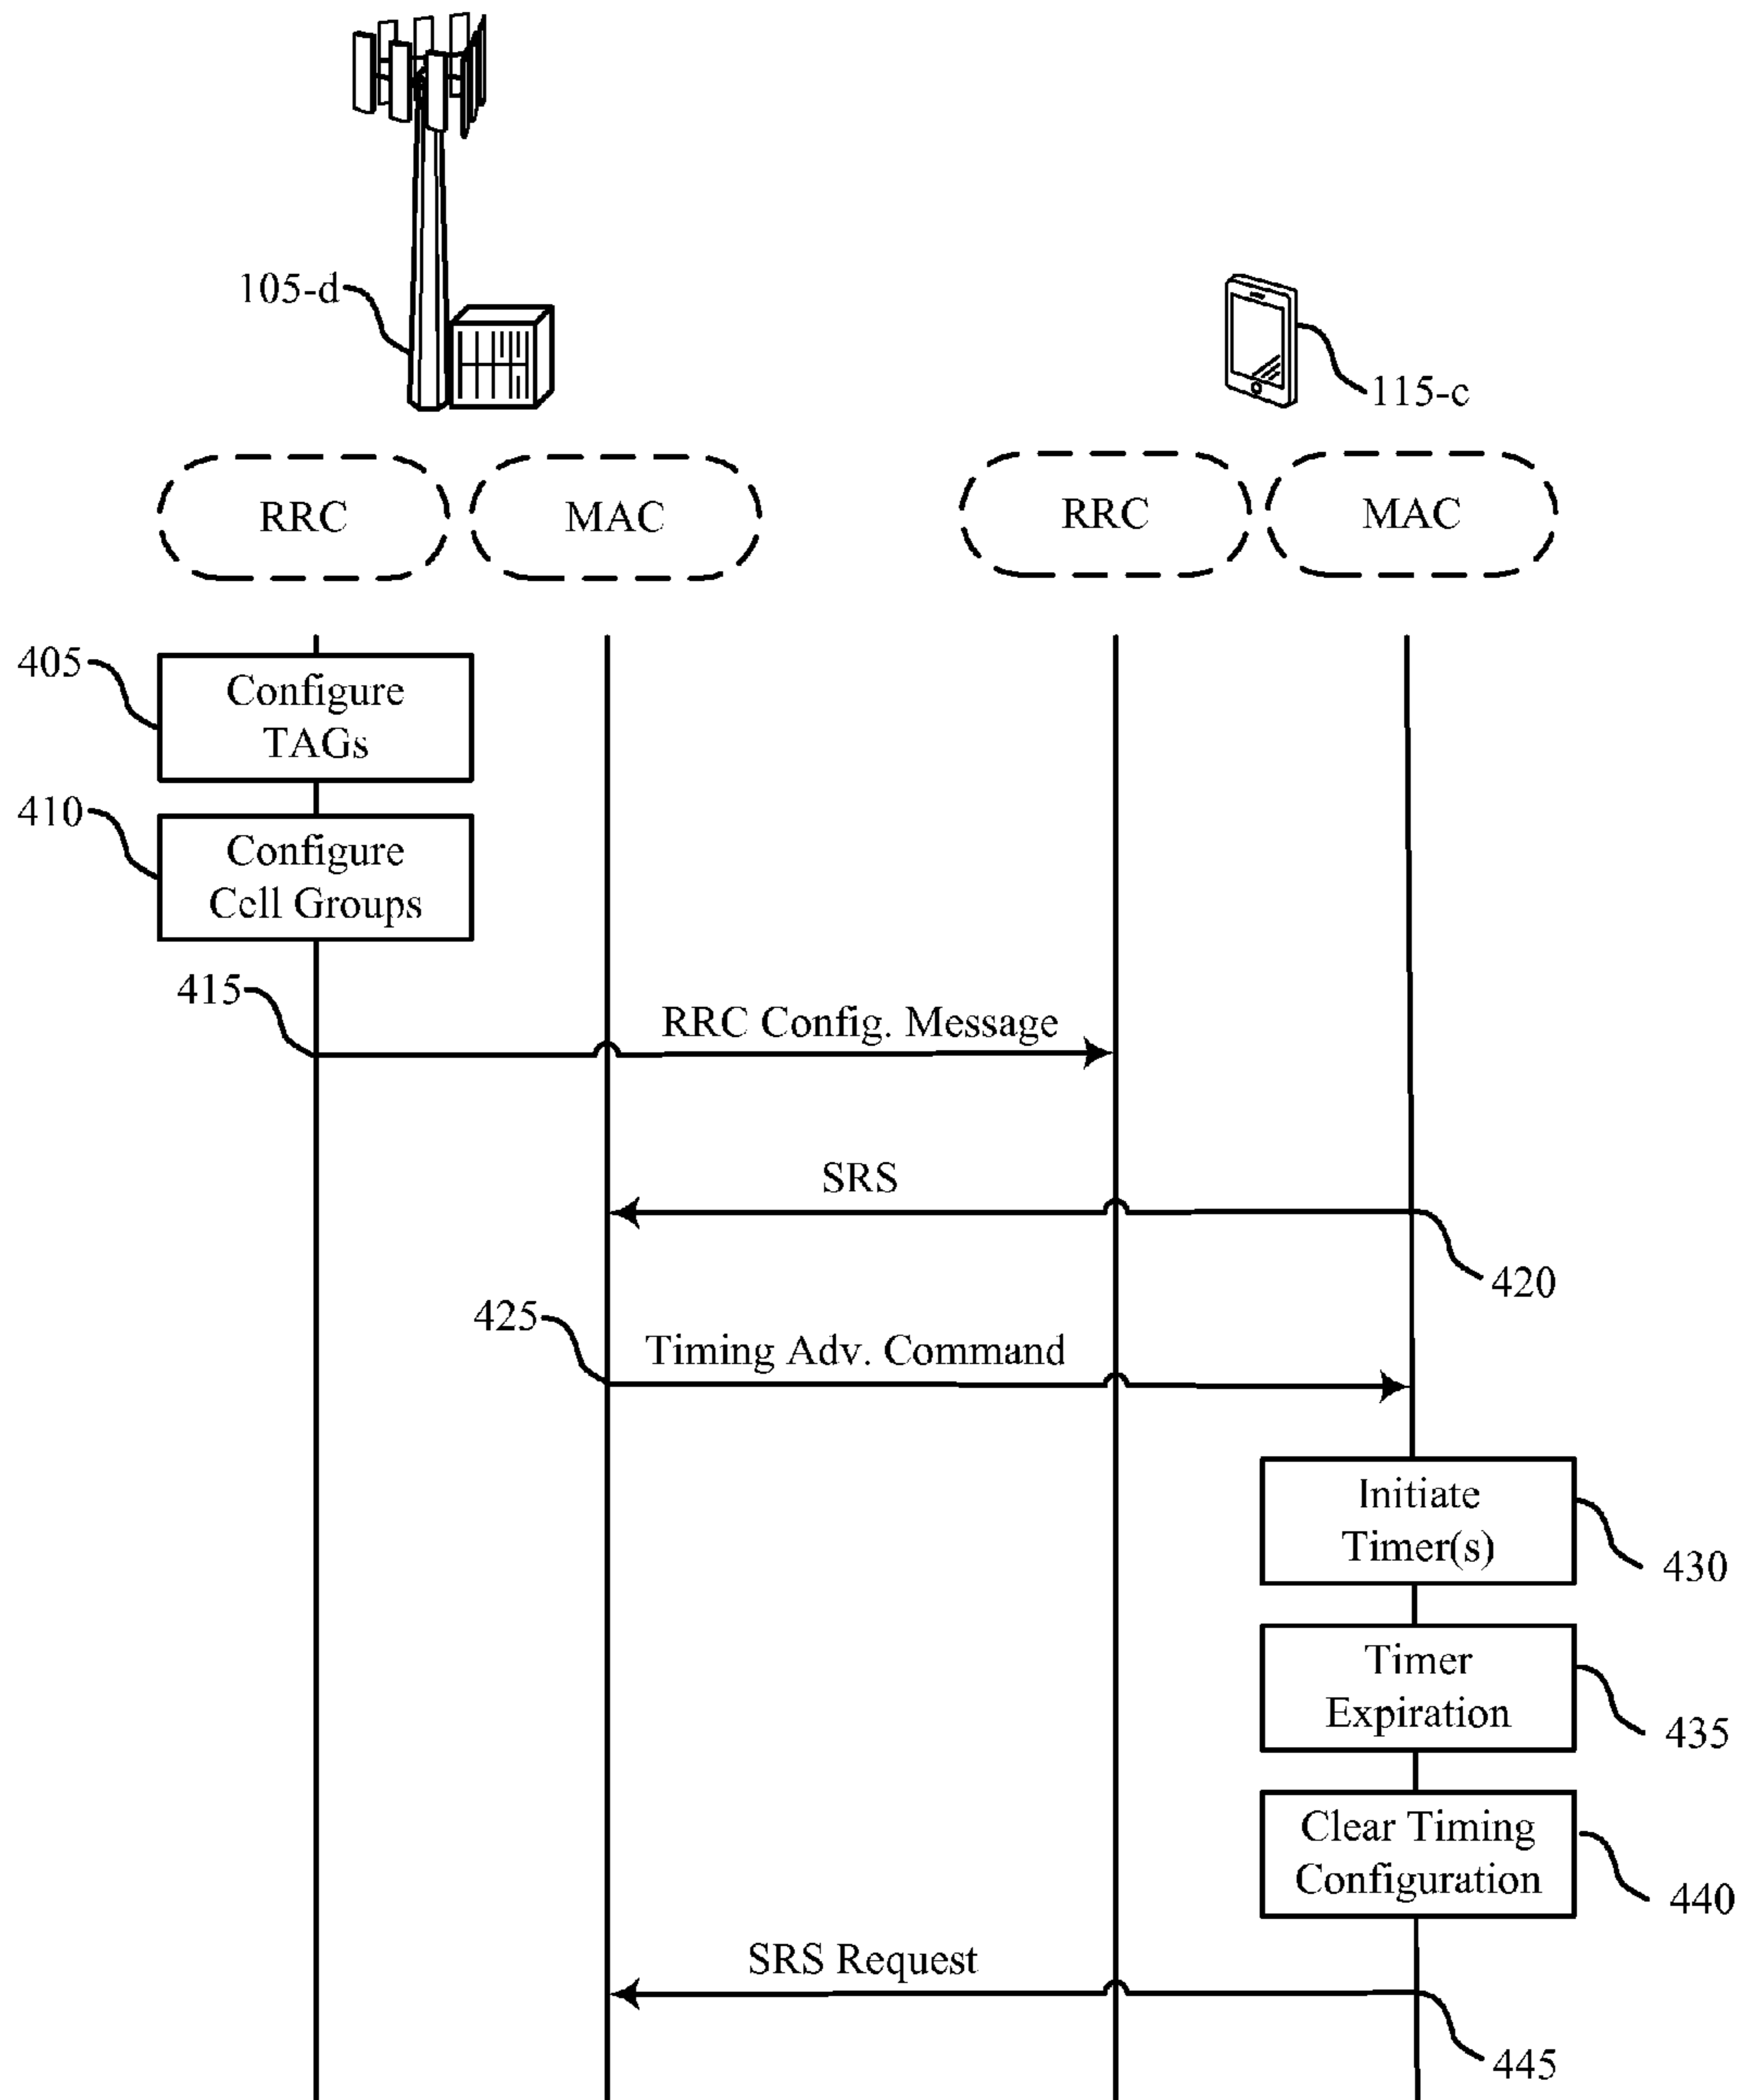 105-d
115-c
RRC
MAC
RRC
MAC
405
Configure
TAGs
410
Configure
Cell Groups
415
RRC Config. Message
SRS
420
425
Timing Adv. Command
Initiate
Timer(s)
430
Timer
Expiration
435
Clear Timing
Configuration
440
SRS Request
445